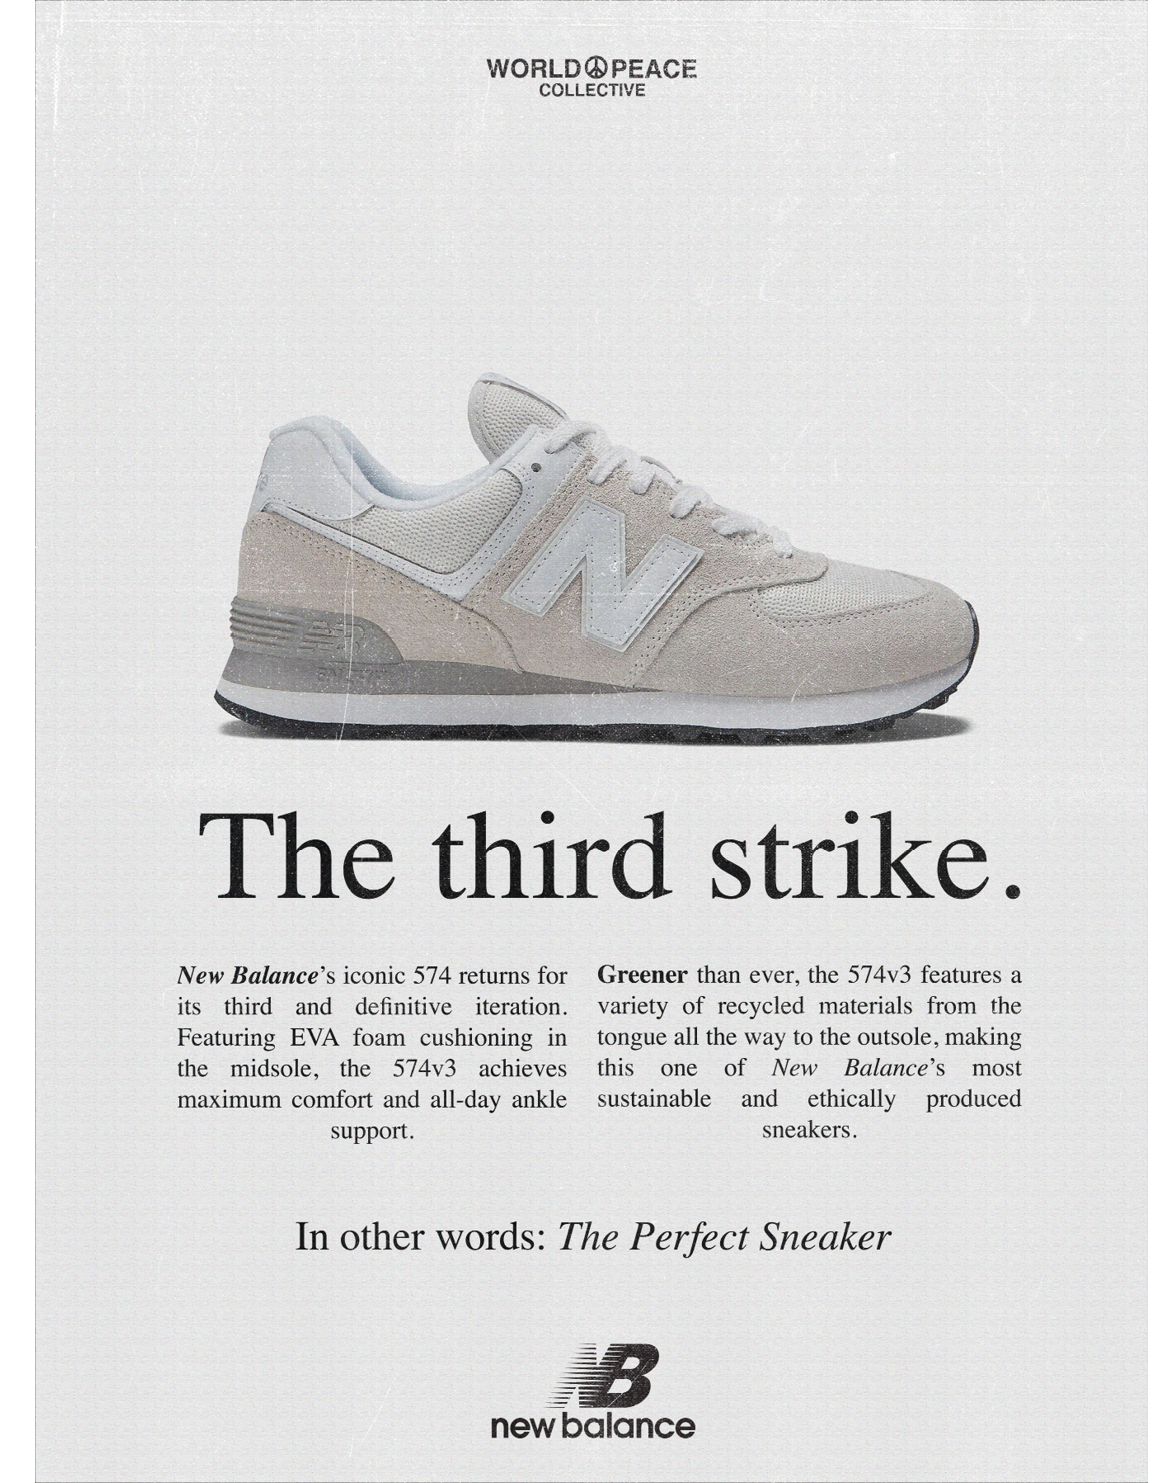 WORLD PEACE
COLLECTIVE
N
The third strike.
New Balance's iconic 574 returns for
its third and definitive iteration.
Featuring EVA foam cushioning in
the midsole, the 574v3 achieves
maximum comfort and all-day ankle
support.
Greener than ever, the 574v3 features a
variety of recycled materials from the
tongue all the way to the outsole, making
this one of New Balance's most
sustainable and ethically produced
sneakers.
In other words: The Perfect Sneaker
NB
new balance